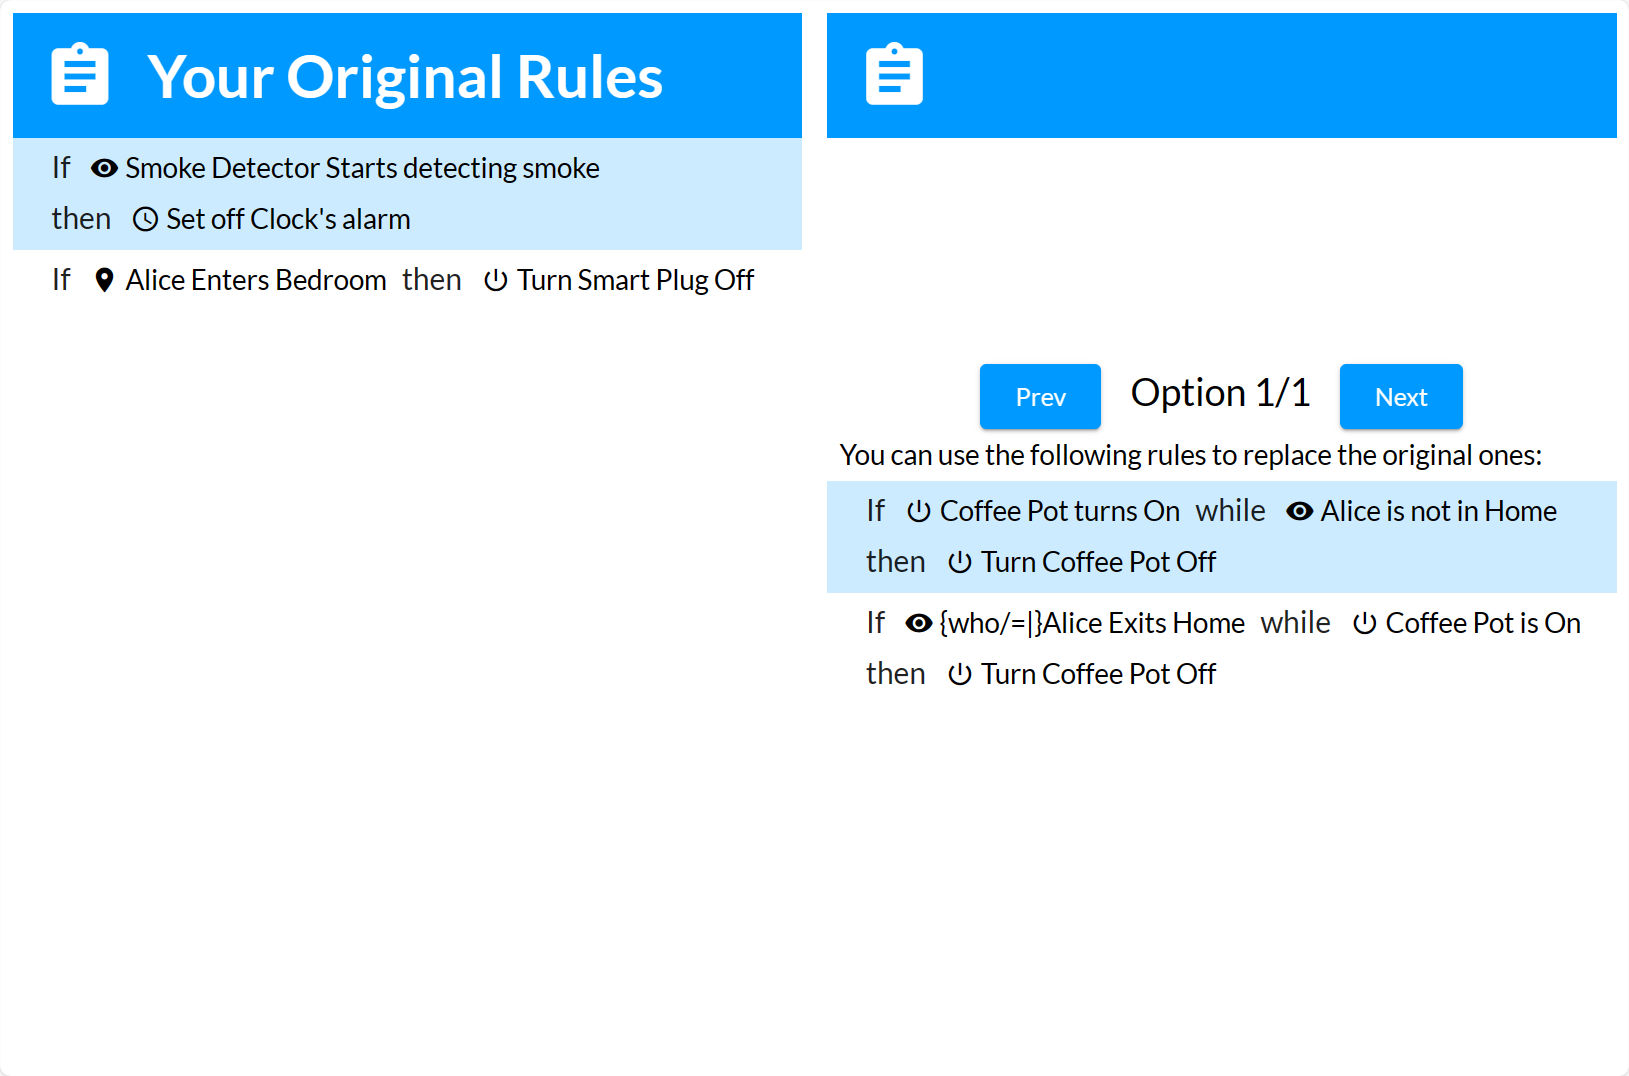 Your Original Rules
If Smoke Detector Starts detecting smoke
then Set off Clock's alarm
If Alice Enters Bedroom then Turn Smart Plug Off
Prev Option 1/1 Next
You can use the following rules to replace the original ones:
If Coffee Pot turns On while Alice is not in Home
then Turn Coffee Pot Off
If {who/=|}Alice Exits Home while Coffee Pot is On
then Turn Coffee Pot Off